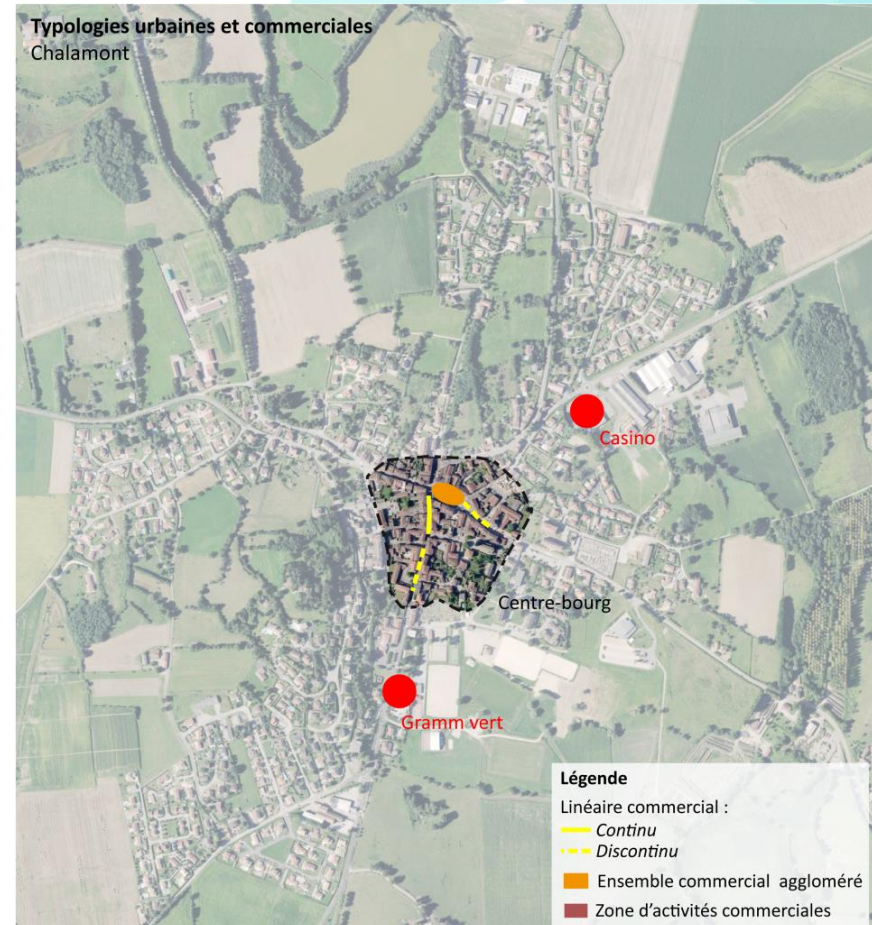 Typologies urbaines et commerciales
Chalamont
Casino
Centre-bourg
Gramm vert
Légende
Linéaire commercial :
Continu
Discontinu
Ensemble commercial aggloméré
Zone d'activités commerciales